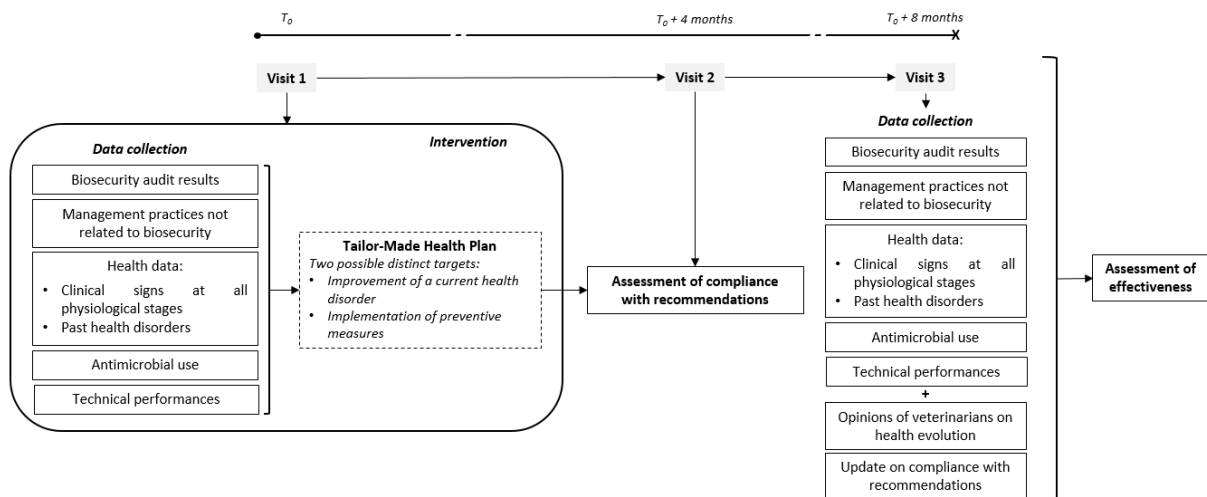 T0
T0 + 4 months
T0 + 8 months
X
Visit 1
Visit 2
Visit 3
Intervention
Data collection
Biosecurity audit results
Management practices not
related to biosecurity
Health data:
• Clinical signs at all
physiological stages
• Past health disorders
Antimicrobial use
Technical performances
Tailor-Made Health Plan
Two possible distinct targets:
• Improvement of a current health
disorder
• Implementation of preventive
measures
Assessment of compliance
with recommendations
Data collection
Biosecurity audit results
Management practices not
related to biosecurity
Health data:
• Clinical signs at all
physiological stages
• Past health disorders
Antimicrobial use
Technical performances
+
Opinions of veterinarians on
health evolution
Update on compliance with
recommendations
Assessment of
effectiveness